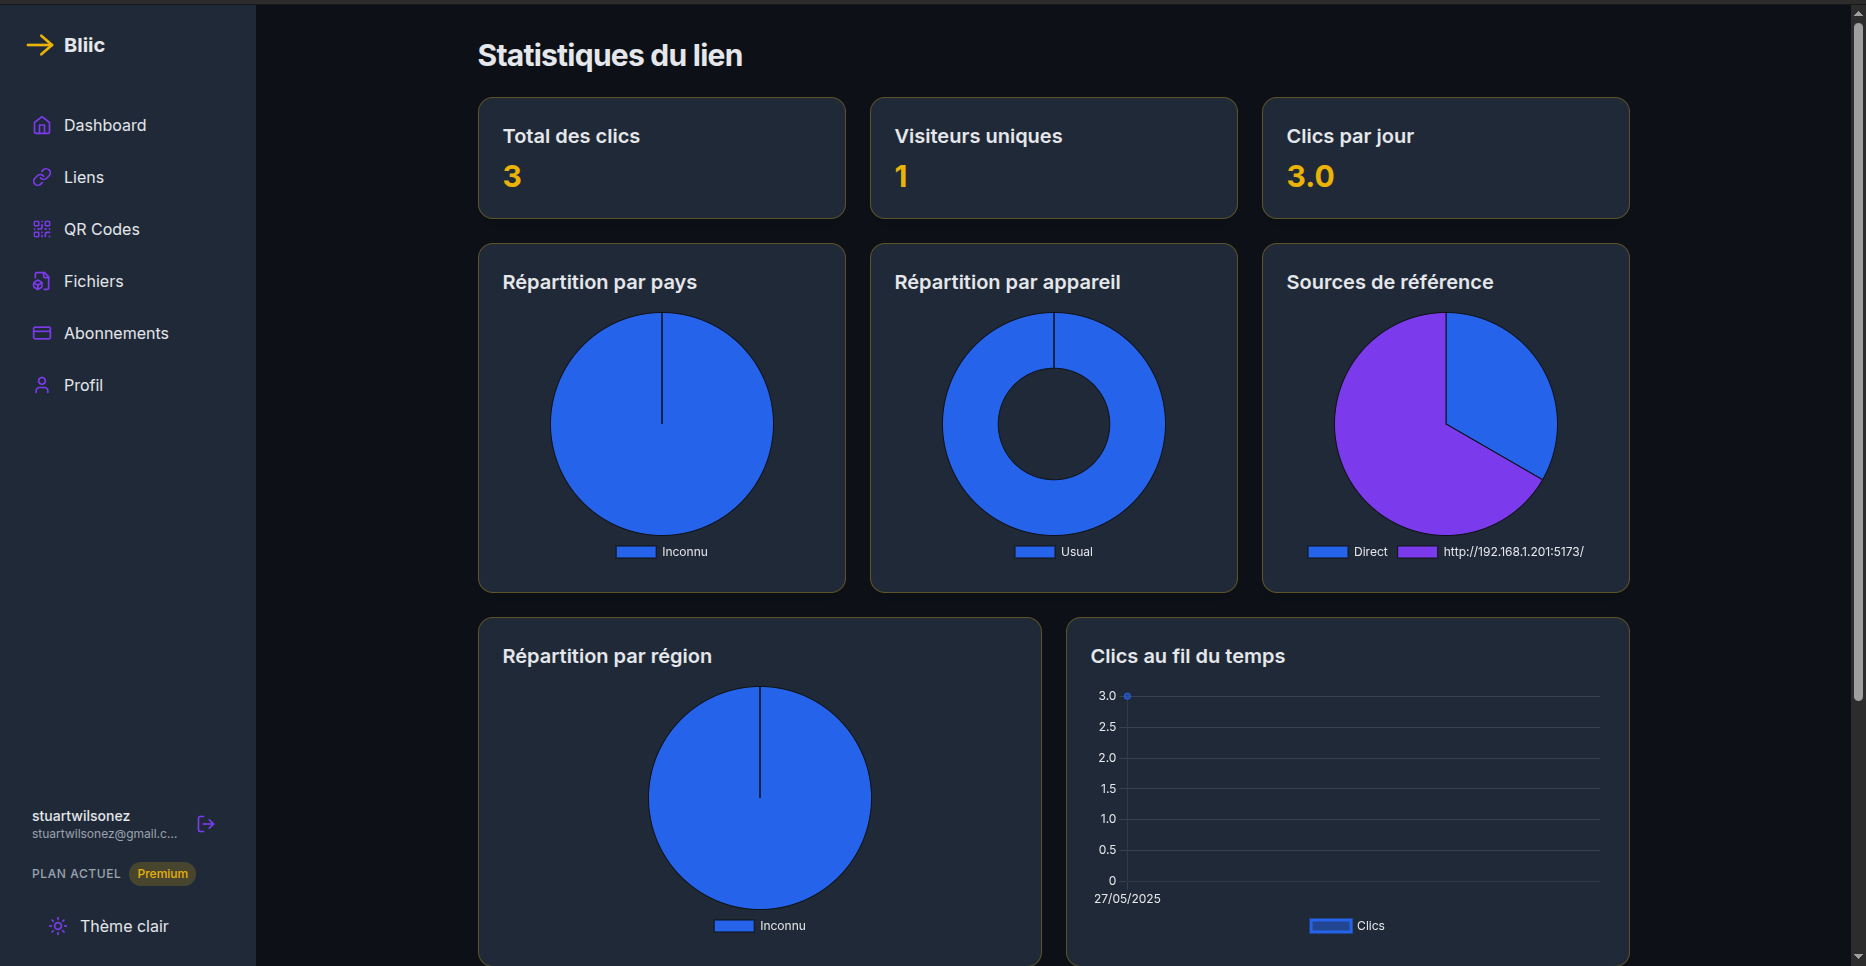 Bliic
Dashboard
Liens
QR Codes
Fichiers
Abonnements
Profil
stuartwilsonez
stuartwilsonez@gmail.c...
PLAN ACTUEL Premium
Thème clair
Statistiques du lien
Total des clics
3
Visiteurs uniques
1
Clics par jour
3.0
Répartition par pays
Inconnu
Répartition par appareil
Usual
Sources de référence
Direct http://192.168.1.201:5173/
Répartition par région
Inconnu
Clics au fil du temps
3.0
2.5
2.0
1.5
1.0
0.5
0
27/05/2025
Clics